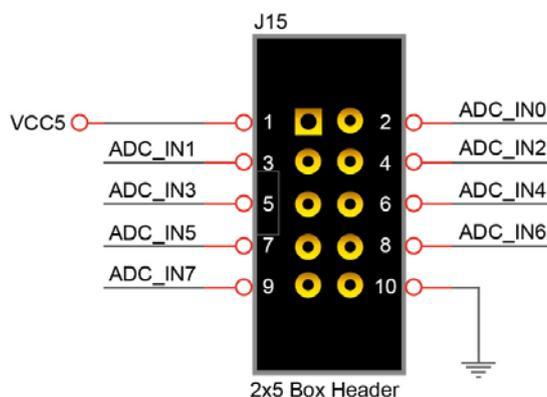 J15
VCC5 1 2 ADC_IN0
ADC_IN1 3 4 ADC_IN2
ADC_IN3 5 6 ADC_IN4
ADC_IN5 7 8 ADC_IN6
ADC_IN7 9 10
2x5 Box Header